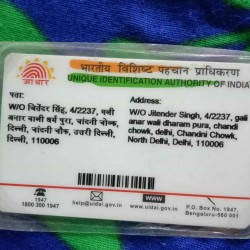 भारतीय विशिष्ट पहचान प्राधिकरण
UNIQUE IDENTIFICATION AUTHORITY OF INDIA
आधार
पता:
W/O जितेंदर सिंह, 4/2237, गली
अनार वाली धर्म पुरा, चांदनी चौक,
दिल्ली, चांदनी चौक, उत्तरी दिल्ली,
दिल्ली, 110006
Address:
W/O Jitender Singh, 4/2237, gali
anar wali dharam pura, chandi
chowk, delhi, Chandni Chowk,
North Delhi, Delhi, 110006
1947
1800 300 1947
help@uidai.gov.in
WWW
www.uidai.gov.in
P.O. Box No. 1947,
Bengaluru-560 001